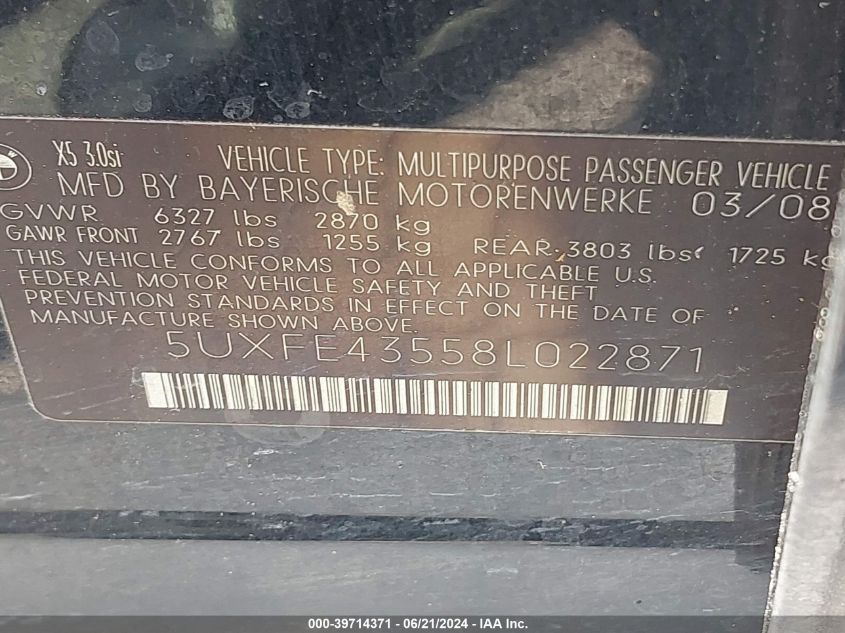 X5 3.0si VEHICLE TYPE: MULTIPURPOSE PASSENGER VEHICLE
MFD BY BAYERISCHE MOTORENWERKE 03/08
GVWR 6327 lbs 2870 kg
GAWR FRONT 2767 lbs 1255 kg REAR: 3803 lbs 1725 kg
THIS VEHICLE CONFORMS TO ALL APPLICABLE U.S.
FEDERAL MOTOR VEHICLE SAFETY AND THEFT
PREVENTION STANDARDS IN EFFECT ON THE DATE OF
MANUFACTURE SHOWN ABOVE.
5UXFE43558L022871
000-39714371 - 06/21/2024 - IAA Inc.